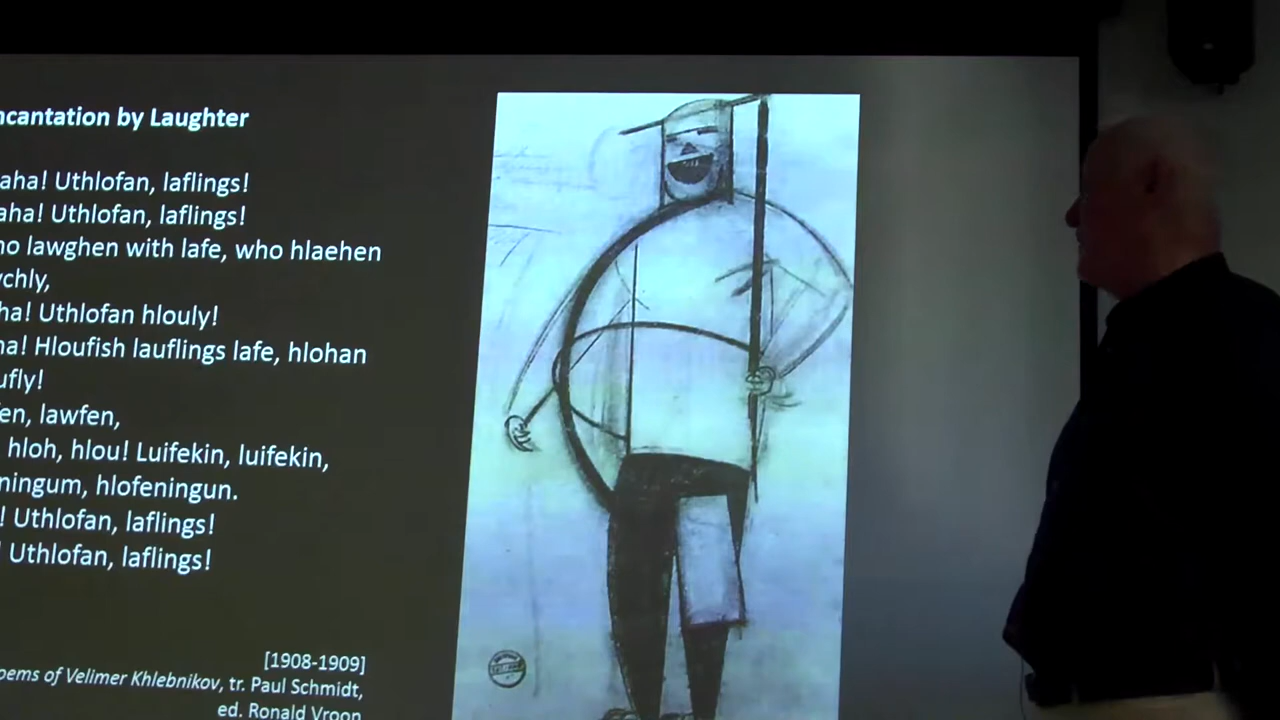 ncantation by Laughter
aha! Uthlofan, laflings!
aha! Uthlofan, laflings!
ho lawghen with lafe, who hlaehen
ychly,
ha! Uthlofan hlouly!
ha! Hloufish lauflings lafe, hlohan
ufly!
en, lawfen,
hloh, hlou! Luifekin, luifekin,
ningum, hlofeningun.
! Uthlofan, laflings!
! Uthlofan, laflings!
[1908-1909]
oems of Velimer Khlebnikov, tr. Paul Schmidt,
ed. Ronald Vroon